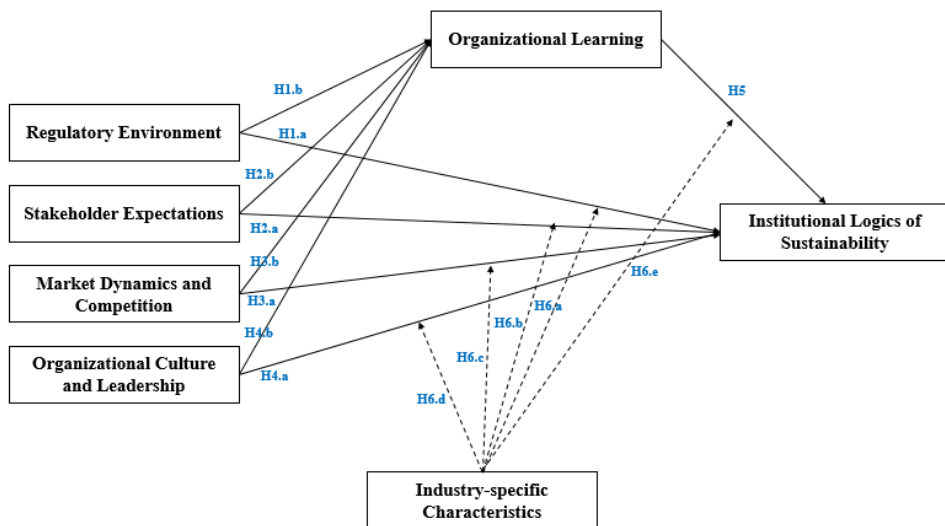 Organizational Learning
H5
H1.b
Regulatory Environment
H1.a
H2.b
Stakeholder Expectations
H2.a
Institutional Logics of
Sustainability
H3.b
H6.e
Market Dynamics and
Competition
H3.a
H6.a
H6.b
H4.b
H6.c
Organizational Culture
and Leadership
H4.a
H6.d
Industry-specific
Characteristics